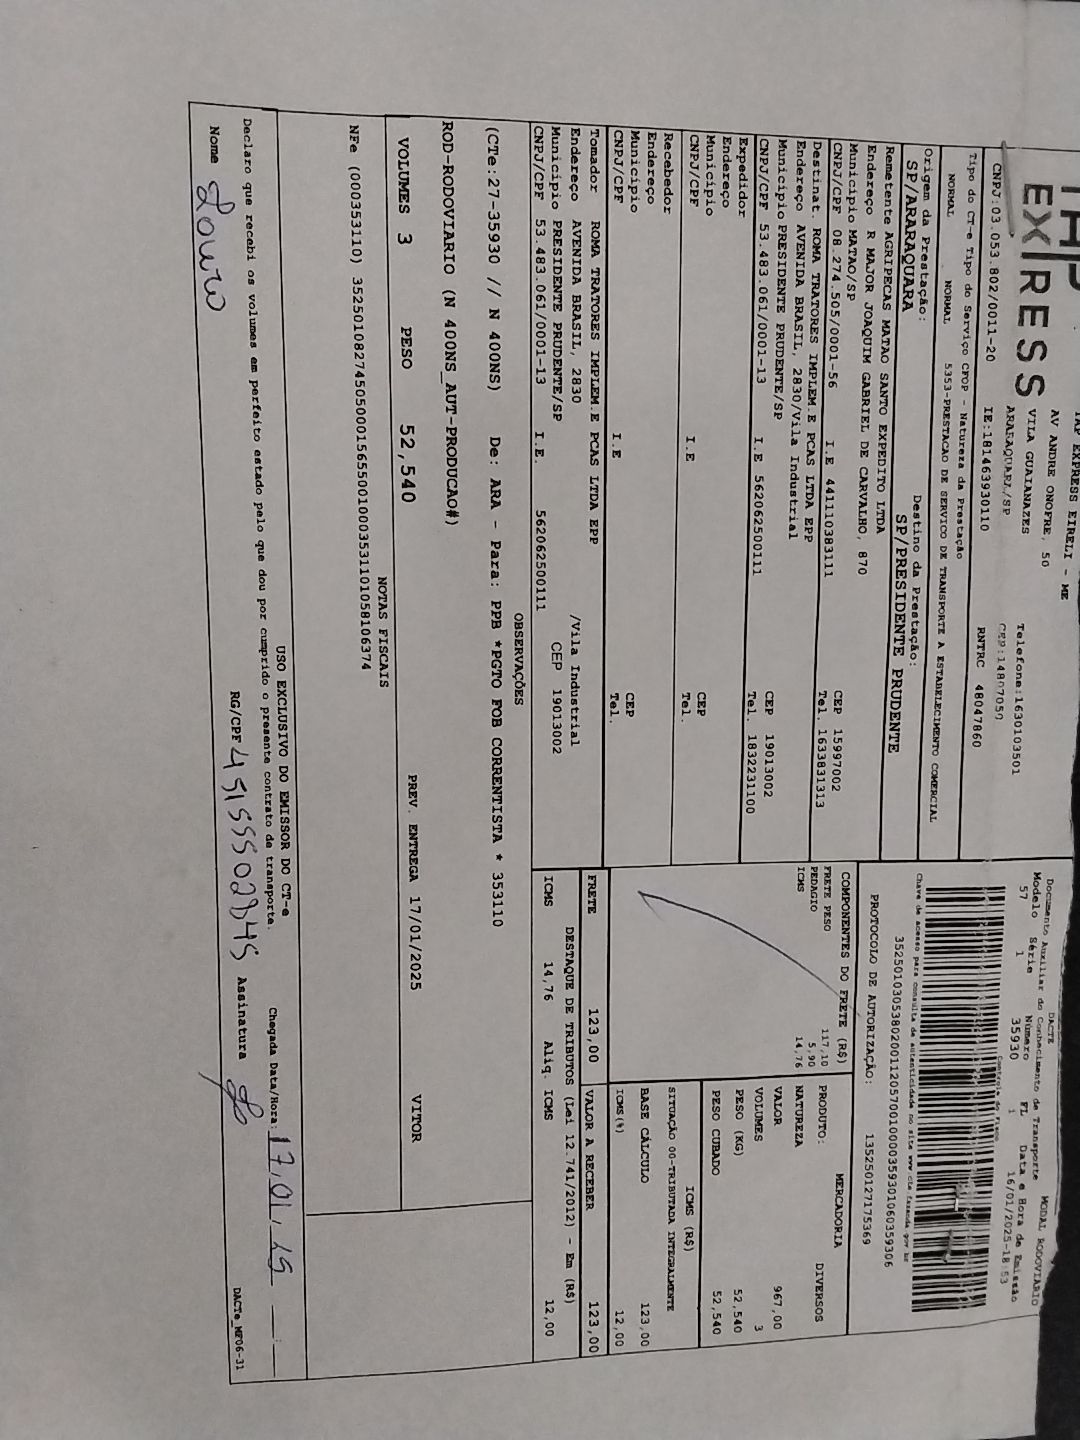 EXPRESS
TAP EXPRESS EIRELI - ME
AV ANDRE ONOFRE, 50
VILA GUAIANAZES
ARARAQUARA/SP
Telefone:1630103501
CEP:14807050
CNPJ:03.053.802/0011-20 IE:181463930110 RNTRC 48047860
DACTE MODAL RODOVIARIO
Documento Auxiliar do Conhecimento de Transporte
Modelo Série Número FL Data e Hora de Emissão
57 1 35930 1 16/01/2025-18:53
Controle do Fisco
Tipo do CT-e Tipo do Serviço CFOP - Natureza da Prestação
NORMAL NORMAL 5353-PRESTACAO DE SERVICO DE TRANSPORTE A ESTABELECIMENTO COMERCIAL
Chave de acesso para consulta de autenticidade no site www.cte.fazenda.gov.br
35250103053802001120570010000359301060359306
PROTOCOLO DE AUTORIZAÇÃO: 135250127175369
Origem da Prestação: Destino da Prestação:
SP/ARARAQUARA SP/PRESIDENTE PRUDENTE
Remetente AGRIPECAS MATAO SANTO EXPEDITO LTDA
Endereço R MAJOR JOAQUIM GABRIEL DE CARVALHO, 870
Município MATAO/SP CEP 15997002
CNPJ/CPF 08.274.505/0001-56 I.E 441110383111 Tel. 1633831313
Destinat. ROMA TRATORES IMPLEM.E PCAS LTDA EPP
Endereço AVENIDA BRASIL, 2830/Vila Industrial
Município PRESIDENTE PRUDENTE/SP CEP 19013002
CNPJ/CPF 53.483.061/0001-13 I.E 562062500111 Tel. 1832231100
Expedidor
Endereço
Município CEP
CNPJ/CPF I.E Tel.
Recebedor
Endereço
Município CEP
CNPJ/CPF I.E Tel.
Tomador ROMA TRATORES IMPLEM.E PCAS LTDA EPP
Endereço AVENIDA BRASIL, 2830 /Vila Industrial
Município PRESIDENTE PRUDENTE/SP CEP 19013002
CNPJ/CPF 53.483.061/0001-13 I.E. 562062500111
COMPONENTES DO FRETE (R$)
FRETE PESO 117,10
PEDAGIO 5,90
ICMS 14,76
MERCADORIA
PRODUTO: DIVERSOS
NATUREZA
VALOR 967,00
VOLUMES 3
PESO (KG) 52,540
PESO CUBADO 52,540
ICMS (R$)
SITUAÇÃO 00-TRIBUTADA INTEGRALMENTE
BASE CÁLCULO 123,00
ICMS(%) 12,00
FRETE 123,00 VALOR A RECEBER 123,00
DESTAQUE DE TRIBUTOS (Lei 12.741/2012) - Em (R$)
ICMS 14,76 Aliq. ICMS 12,00
OBSERVAÇÕES
(CTe:27-35930 // N 400NS) De: ARA - Para: PPB *PGTO FOB CORRENTISTA * 353110
ROD-RODOVIARIO (N 400NS_AUT-PRODUCAO#)
VOLUMES 3 PESO 52,540 PREV. ENTREGA 17/01/2025 VITOR
NOTAS FISCAIS
NFe (000353110) 35250108274505000156550010003531101058106374
USO EXCLUSIVO DO EMISSOR DO CT-e
Declaro que recebi os volumes em perfeito estado pelo que dou por cumprido o presente contrato de transporte.
Chegada Data/Hora: 17/01/25
Nome RG/CPF Assinatura
DACTe_MF06-31